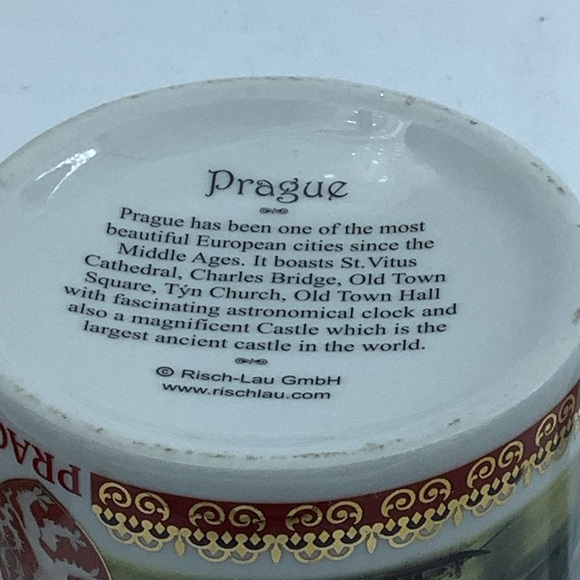 Prague
Prague has been one of the most
beautiful European cities since the
Middle Ages. It boasts St.Vitus
Cathedral, Charles Bridge, Old Town
Square, Týn Church, Old Town Hall
with fascinating astronomical clock and
also a magnificent Castle which is the
largest ancient castle in the world.
© Risch-Lau GmbH
www.rischlau.com